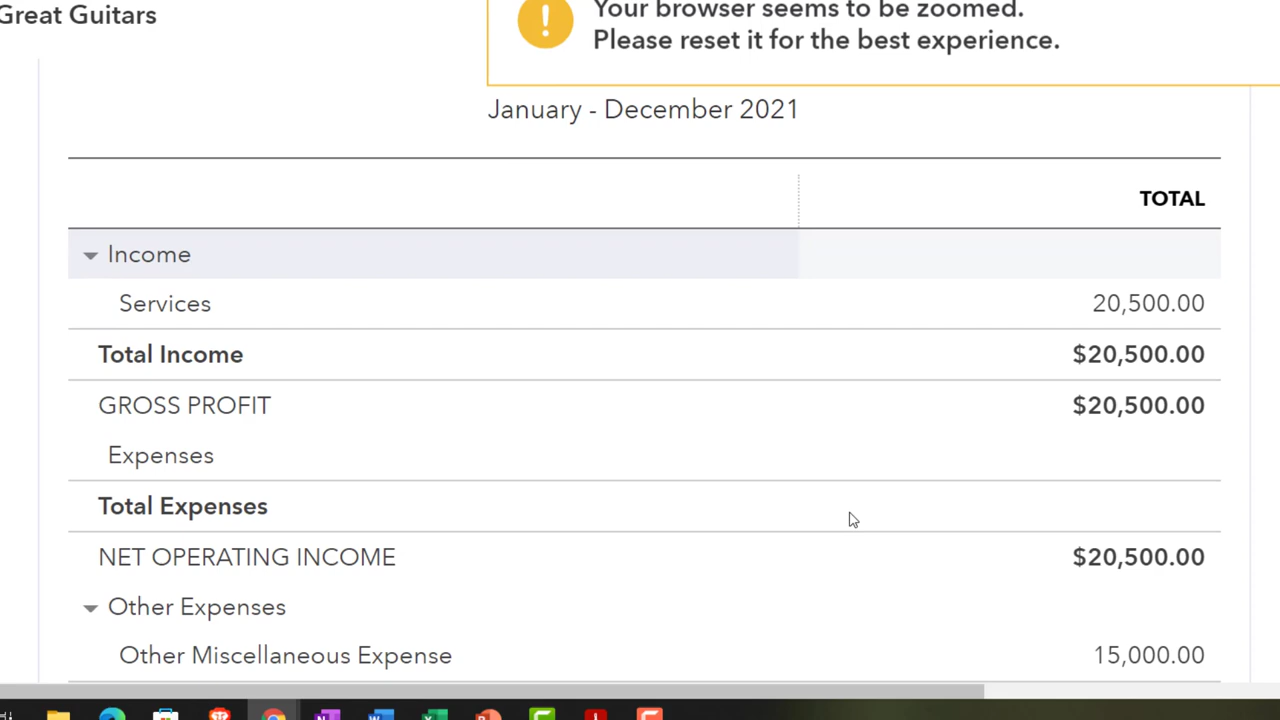 Great Guitars
Your browser seems to be zoomed.
Please reset it for the best experience.
January - December 2021
TOTAL
Income
Services 20,500.00
Total Income $20,500.00
GROSS PROFIT $20,500.00
Expenses
Total Expenses
NET OPERATING INCOME $20,500.00
Other Expenses
Other Miscellaneous Expense 15,000.00